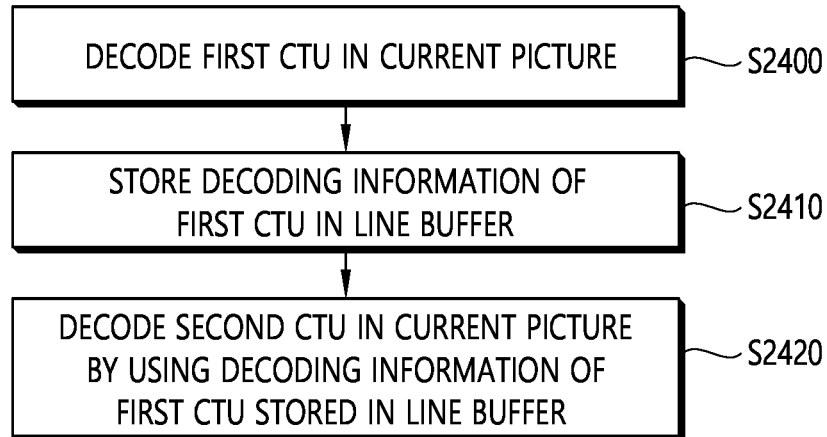 DECODE FIRST CTU IN CURRENT PICTURE
S2400
STORE DECODING INFORMATION OF
FIRST CTU IN LINE BUFFER
S2410
DECODE SECOND CTU IN CURRENT PICTURE
BY USING DECODING INFORMATION OF
FIRST CTU STORED IN LINE BUFFER
S2420